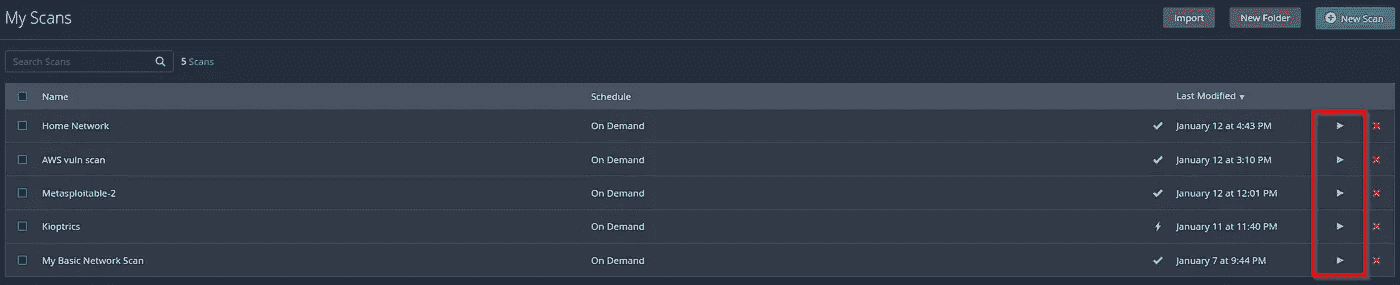 My Scans Import New Folder New Scan
Search Scans 5 Scans
Name Schedule Last Modified
Home Network On Demand January 12 at 4:43 PM
AWS vuln scan On Demand January 12 at 3:10 PM
Metasploitable-2 On Demand January 12 at 12:01 PM
Kioptrics On Demand January 11 at 11:40 PM
My Basic Network Scan On Demand January 7 at 9:44 PM